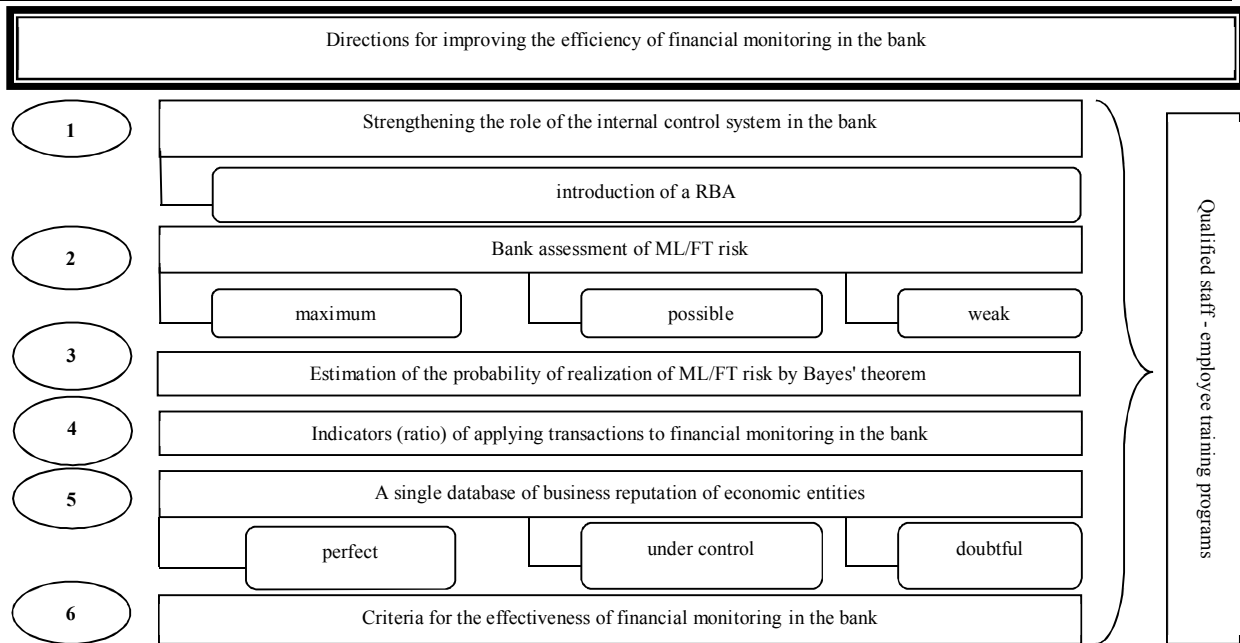 Directions for improving the efficiency of financial monitoring in the bank
1
Strengthening the role of the internal control system in the bank
introduction of a RBA
2
Bank assessment of ML/FT risk
maximum
possible
weak
3
Estimation of the probability of realization of ML/FT risk by Bayes' theorem
4
Indicators (ratio) of applying transactions to financial monitoring in the bank
5
A single database of business reputation of economic entities
perfect
under control
doubtful
6
Criteria for the effectiveness of financial monitoring in the bank
Qualified staff - employee training programs